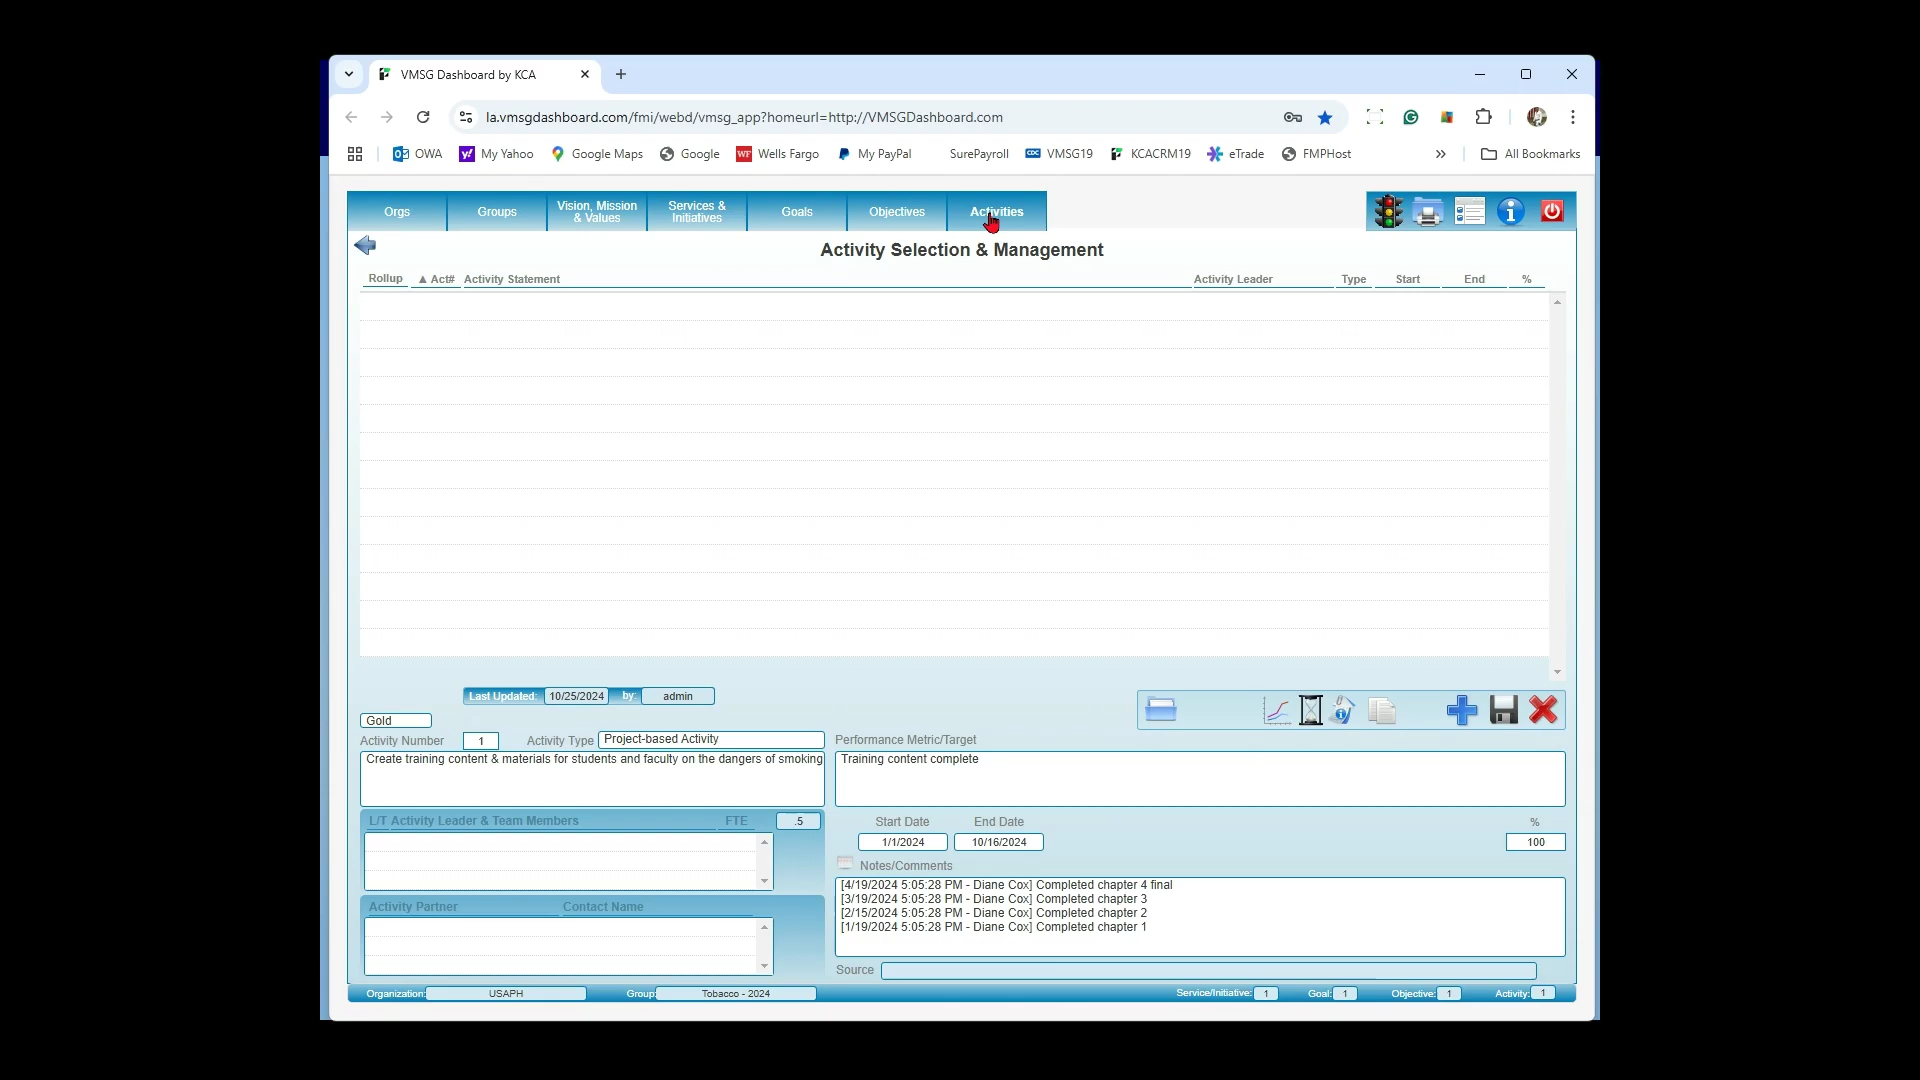 VMSG Dashboard by KCA
la.vmsgdashboard.com/fmi/webd/vmsg_app?homeurl=http://VMSGDashboard.com
OWA My Yahoo Google Maps Google WF Wells Fargo My PayPal SurePayroll CDC VMSG19 KCACRM19 eTrade FMPHost » All Bookmarks
Orgs Groups Vision, Mission & Values Services & Initiatives Goals Objectives Activities
Activity Selection & Management
Rollup ▲ Act# Activity Statement Activity Leader Type Start End %
Last Updated: 10/25/2024 by: admin
Gold
Activity Number 1 Activity Type Project-based Activity Performance Metric/Target
Create training content & materials for students and faculty on the dangers of smoking
Training content complete
L/T Activity Leader & Team Members FTE .5
Start Date End Date %
1/1/2024 10/16/2024 100
Notes/Comments
[4/19/2024 5:05:28 PM - Diane Cox] Completed chapter 4 final
[3/19/2024 5:05:28 PM - Diane Cox] Completed chapter 3
[2/15/2024 5:05:28 PM - Diane Cox] Completed chapter 2
[1/19/2024 5:05:28 PM - Diane Cox] Completed chapter 1
Activity Partner Contact Name
Source
Organization: USAPH Group: Tobacco - 2024 Service/Initiative: 1 Goal: 1 Objective: 1 Activity: 1